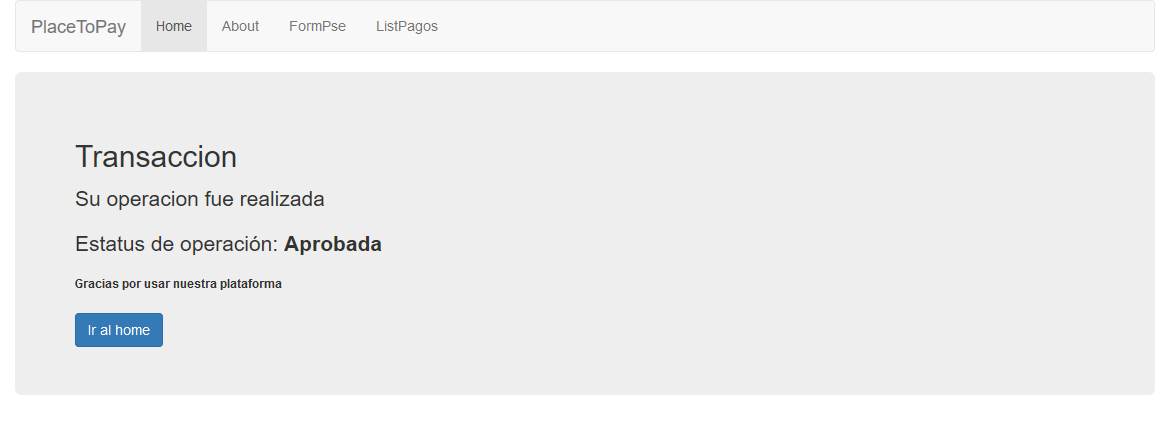 PlaceToPay Home About FormPse ListPagos
Transaccion
Su operacion fue realizada
Estatus de operación: Aprobada
Gracias por usar nuestra plataforma
Ir al home